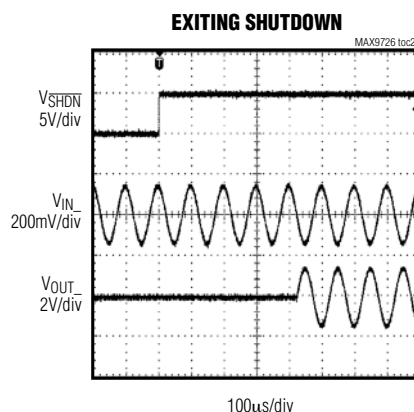 EXITING SHUTDOWN
MAX9726 toc2
T
VSHDN
5V/div
VIN_
200mV/div
VOUT_
2V/div
100µs/div